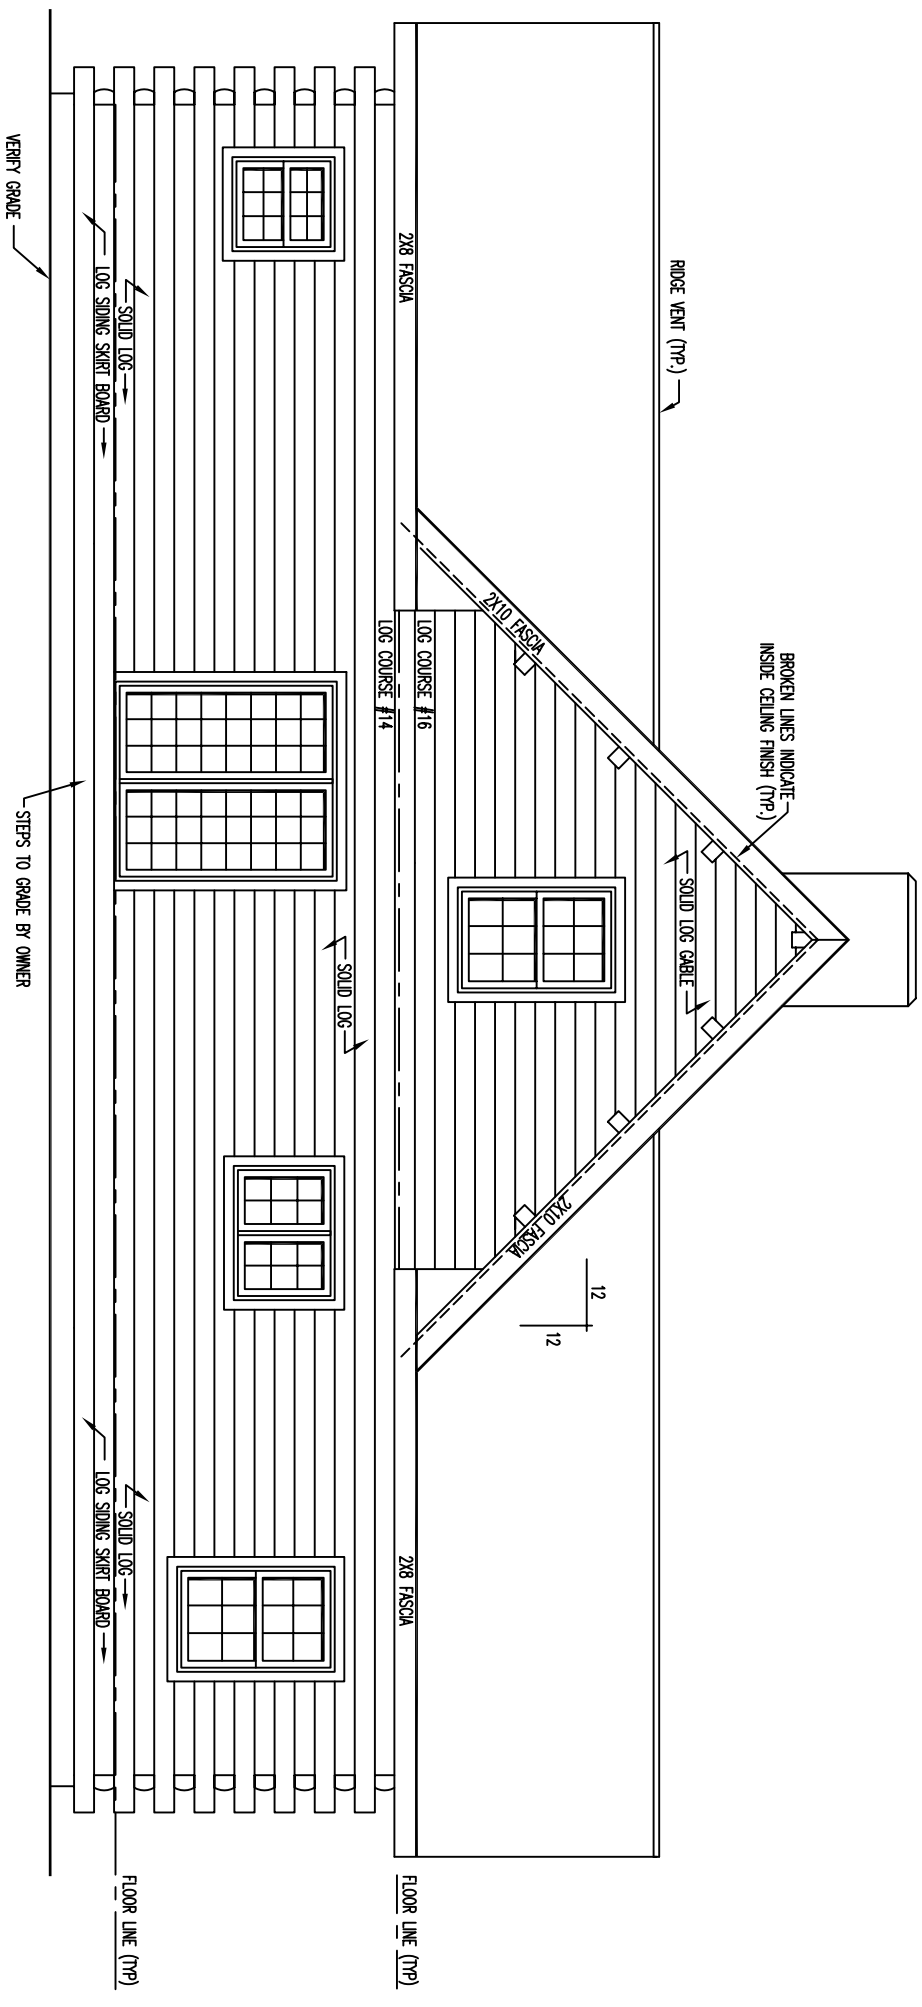 BROKEN LINES INDICATE
INSIDE CEILING FINISH (TYP.)
RIDGE VENT (TYP.)
SOLID LOG GABLE
12
12
2X10 FASCIA
2X10 FASCIA
2X8 FASCIA
LOG COURSE #16
2X8 FASCIA
FLOOR LINE (TYP)
LOG COURSE #14
SOLID LOG
SOLID LOG
SOLID LOG
FLOOR LINE (TYP)
LOG SIDING SKIRT BOARD
LOG SIDING SKIRT BOARD
STEPS TO GRADE BY OWNER
VERIFY GRADE